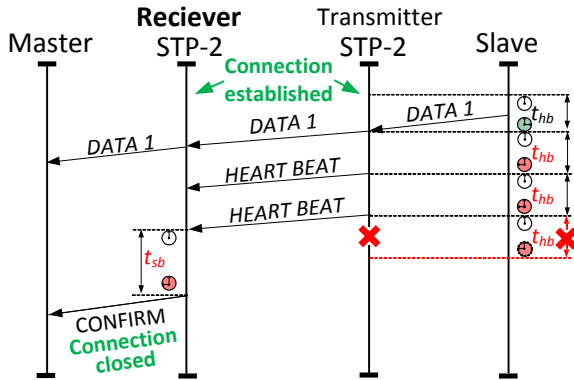 Reciever
Transmitter
Master
STP-2
STP-2
Slave
Connection
established
t_hb
DATA 1
DATA 1
DATA 1
t_hb
HEART BEAT
t_hb
HEART BEAT
t_hb
t_sb
CONFIRM
Connection
closed